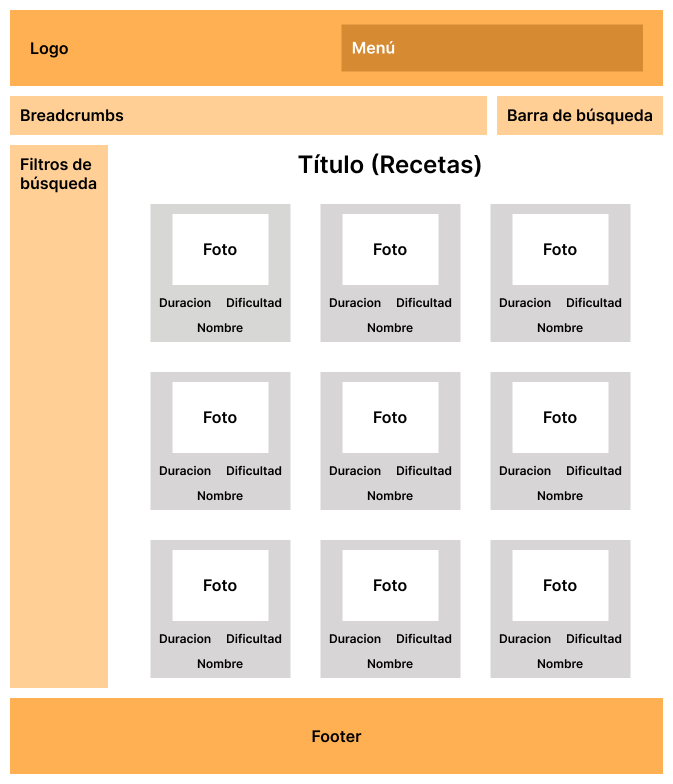 Logo
Menú
Breadcrumbs
Barra de búsqueda
Filtros de
búsqueda
Título (Recetas)
Foto
Foto
Foto
Duracion Dificultad
Duracion Dificultad
Duracion Dificultad
Nombre
Nombre
Nombre
Foto
Foto
Foto
Duracion Dificultad
Duracion Dificultad
Duracion Dificultad
Nombre
Nombre
Nombre
Foto
Foto
Foto
Duracion Dificultad
Duracion Dificultad
Duracion Dificultad
Nombre
Nombre
Nombre
Footer